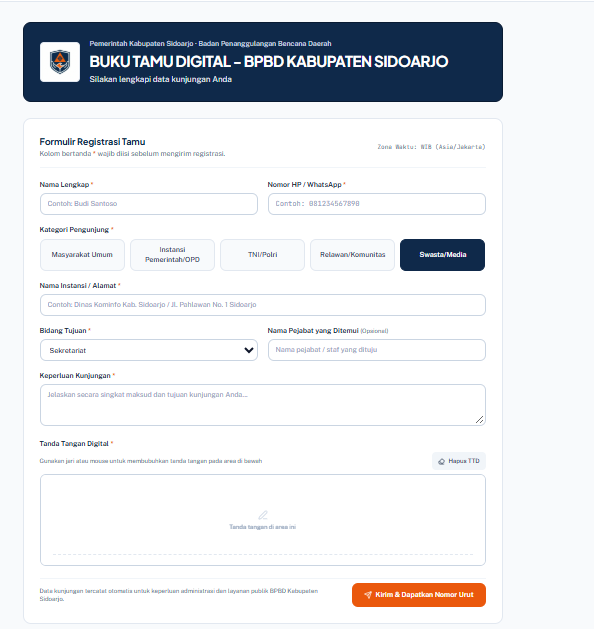 Pemerintah Kabupaten Sidoarjo - Badan Penanggulangan Bencana Daerah
BUKU TAMU DIGITAL – BPBD KABUPATEN SIDOARJO
Silakan lengkapi data kunjungan Anda
Formulir Registrasi Tamu
Kolom bertanda * wajib diisi sebelum mengirim registrasi.
Zona Waktu: WIB (Asia/Jakarta)
Nama Lengkap *
Nomor HP / WhatsApp *
Contoh: Budi Santoso
Contoh: 081234567890
Kategori Pengunjung *
Masyarakat Umum
Instansi
Pemerintah/OPD
TNI/Polri
Relawan/Komunitas
Swasta/Media
Nama Instansi / Alamat *
Contoh: Dinas Kominfo Kab. Sidoarjo / Jl. Pahlawan No. 1 Sidoarjo
Bidang Tujuan *
Nama Pejabat yang Ditemui (Opsional)
Sekretariat
Nama pejabat / staf yang dituju
Keperluan Kunjungan *
Jelaskan secara singkat maksud dan tujuan kunjungan Anda...
Tanda Tangan Digital *
Gunakan jari atau mouse untuk membubuhkan tanda tangan pada area di bawah
Hapus TTD
Tanda tangan di area ini
Data kunjungan tercatat otomatis untuk keperluan administrasi dan layanan publik BPBD Kabupaten
Sidoarjo.
Kirim & Dapatkan Nomor Urut